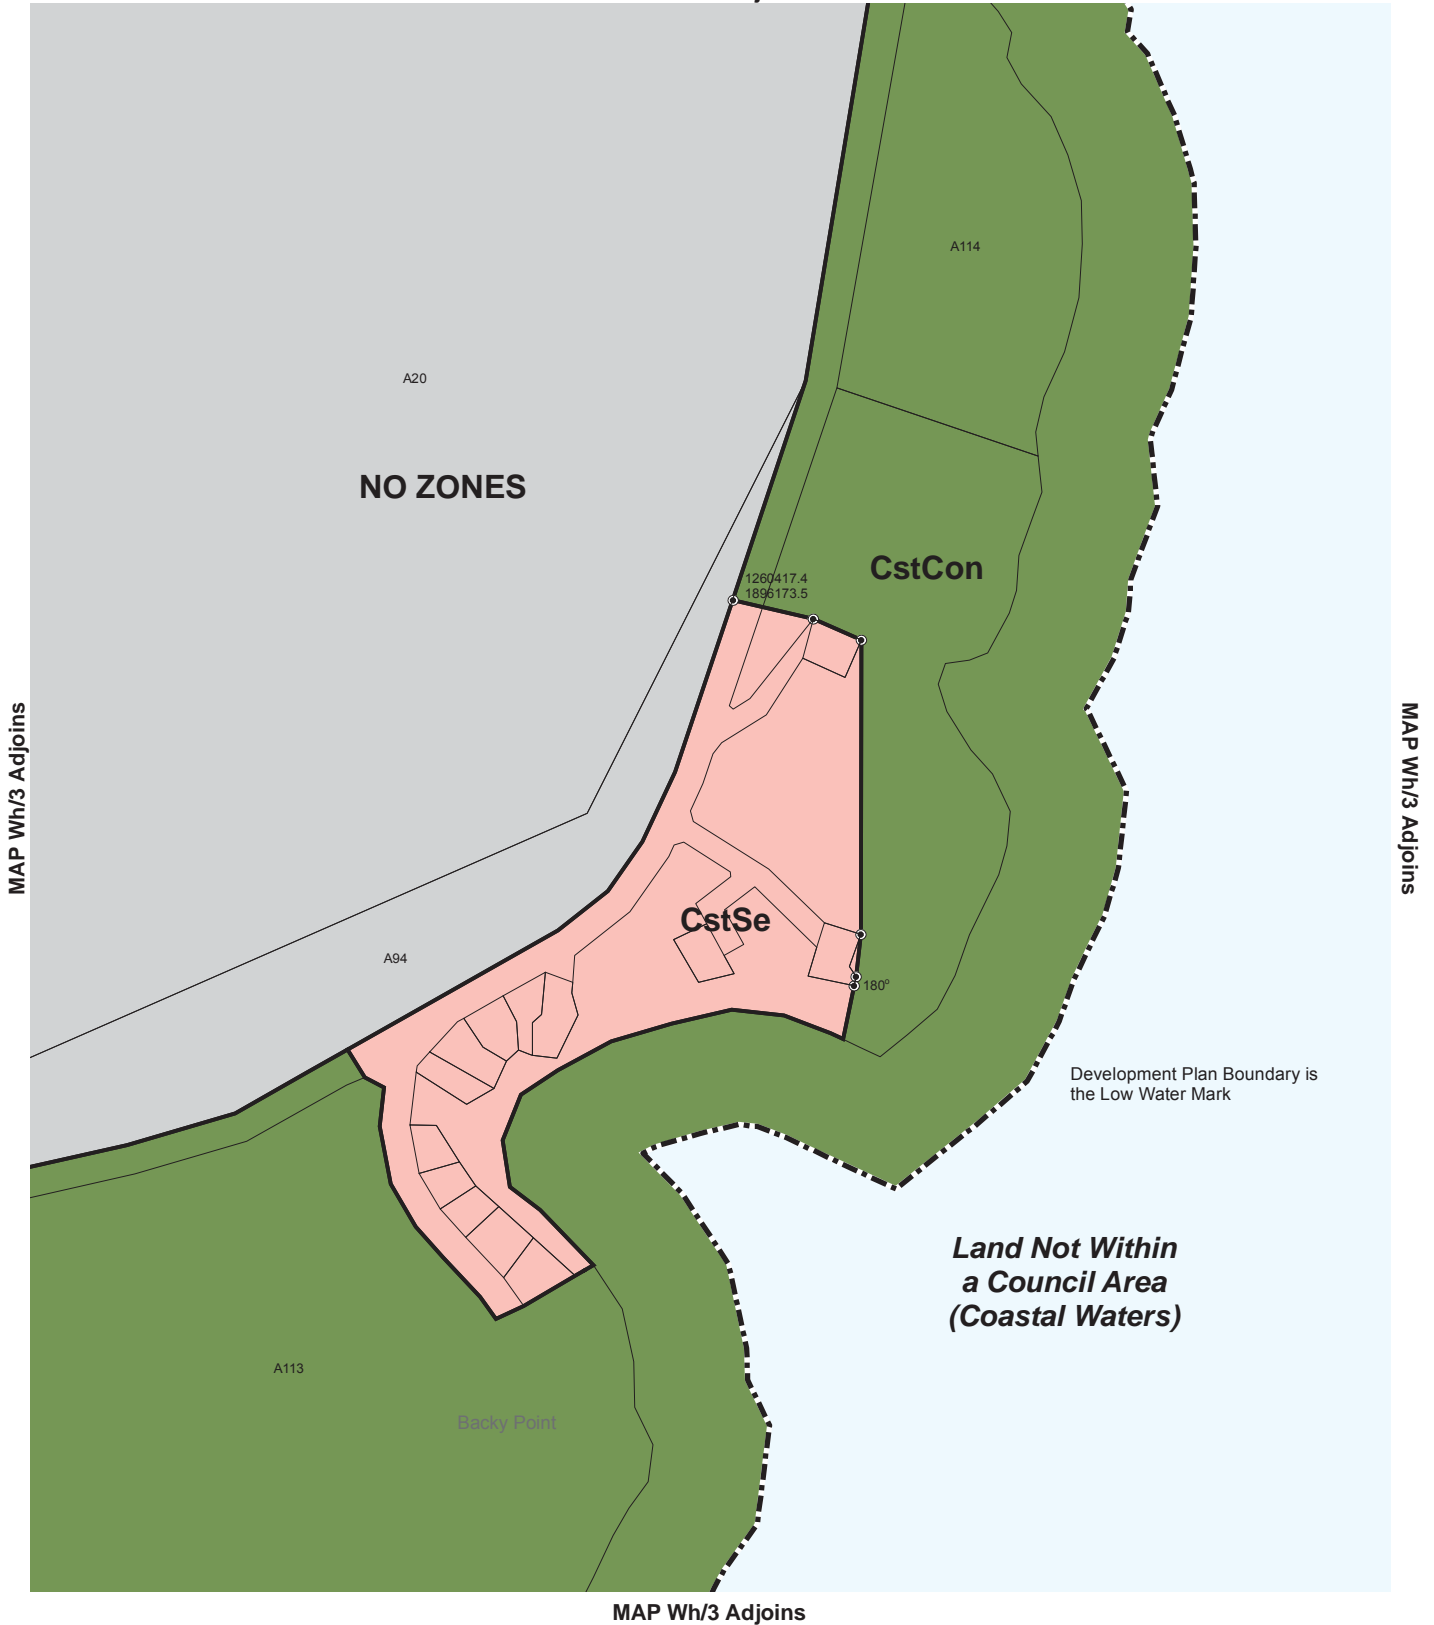 A114
A20
NO ZONES
CstCon
1260417.4
1896173.5
MAP Wh/3 Adjoins
MAP Wh/3 Adjoins
CstSe
A94
180º
Development Plan Boundary is
the Low Water Mark
Land Not Within
a Council Area
(Coastal Waters)
A113
Backy Point
MAP Wh/3 Adjoins